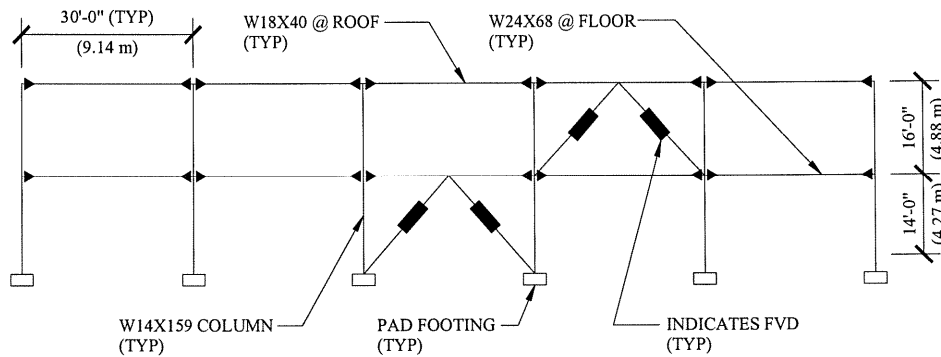 30'-0" (TYP)
(9.14 m)
W18X40 @ ROOF
(TYP)
W24X68 @ FLOOR
(TYP)
16'-0"
(4.88 m)
14'-0"
(4.27 m)
W14X159 COLUMN
(TYP)
PAD FOOTING
(TYP)
INDICATES FVD
(TYP)